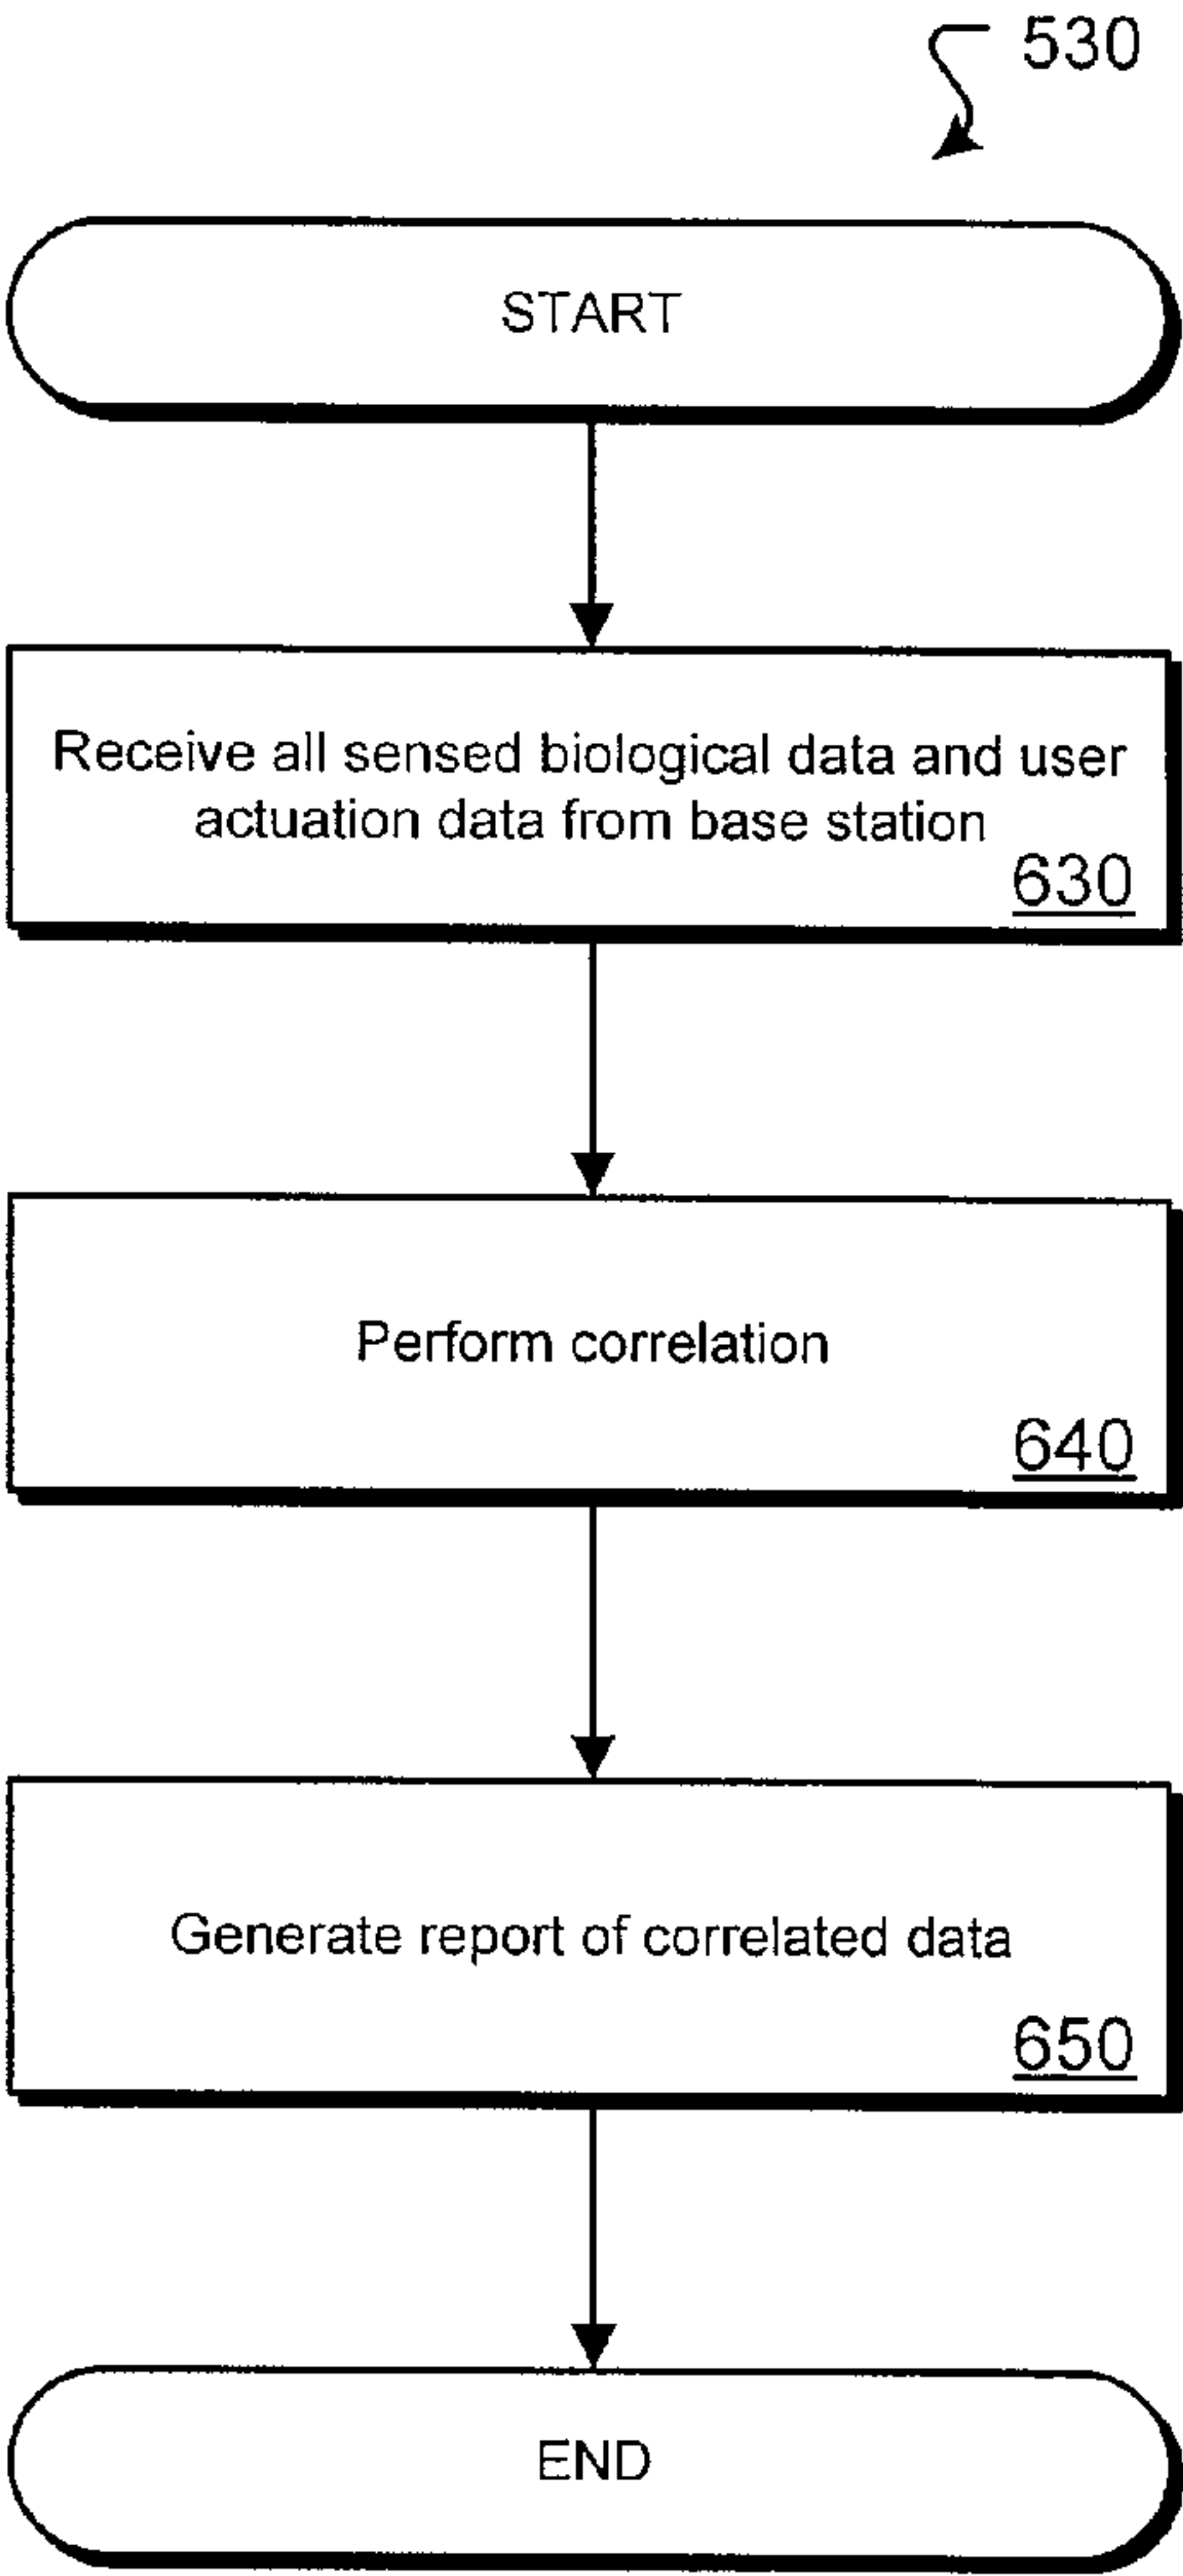 530
START
Receive all sensed biological data and user
actuation data from base station
630
Perform correlation
640
Generate report of correlated data
650
END